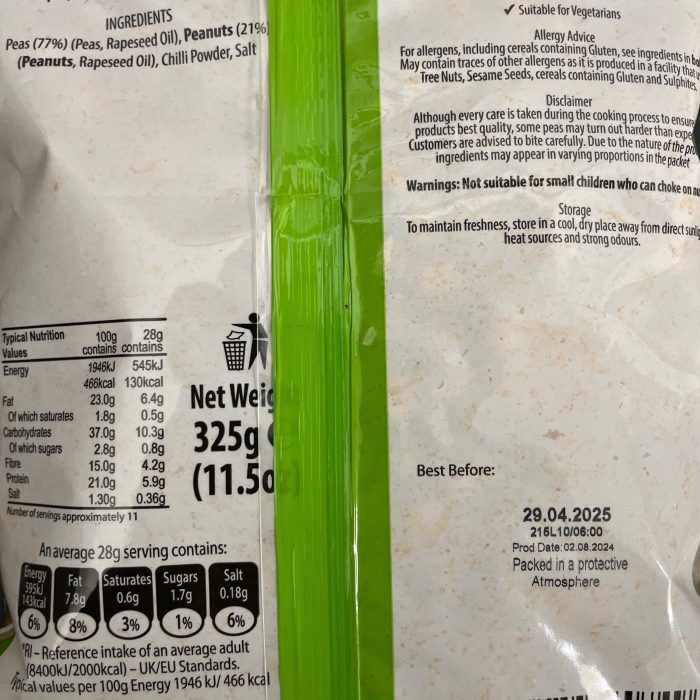 INGREDIENTS
Peas (77%) (Peas, Rapeseed Oil), Peanuts (21%)
(Peanuts, Rapeseed Oil), Chilli Powder, Salt
Typical Nutrition Values 100g contains 28g contains
Energy 1946kJ 545kJ
466kcal 130kcal
Fat 23.0g 6.4g
Of which saturates 1.8g 0.5g
Carbohydrates 37.0g 10.3g
Of which sugars 2.8g 0.8g
Fibre 15.0g 4.2g
Protein 21.0g 5.9g
Salt 1.30g 0.36g
Number of servings approximately 11
Net Weig
325g
(11.5o
An average 28g serving contains:
Energy 595kJ 143kcal 6%
Fat 7.8g 8%
Saturates 0.6g 3%
Sugars 1.7g 1%
Salt 0.18g 6%
*RI – Reference intake of an average adult
(8400kJ/2000kcal) – UK/EU Standards.
Typical values per 100g Energy 1946 kJ/ 466 kcal
✓ Suitable for Vegetarians
Allergy Advice
For allergens, including cereals containing Gluten, see ingredients in bo
May contain traces of other allergens as it is produced in a facility that
Tree Nuts, Sesame Seeds, cereals containing Gluten and Sulphites.
Disclaimer
Although every care is taken during the cooking process to ensure
products best quality, some peas may turn out harder than expe
Customers are advised to bite carefully. Due to the nature of the pro
ingredients may appear in varying proportions in the packet
Warnings: Not suitable for small children who can choke on nu
Storage
To maintain freshness, store in a cool, dry place away from direct sunlig
heat sources and strong odours.
Best Before:
29.04.2025
215L10/06:00
Prod Date:02.08.2024
Packed in a protective
Atmosphere